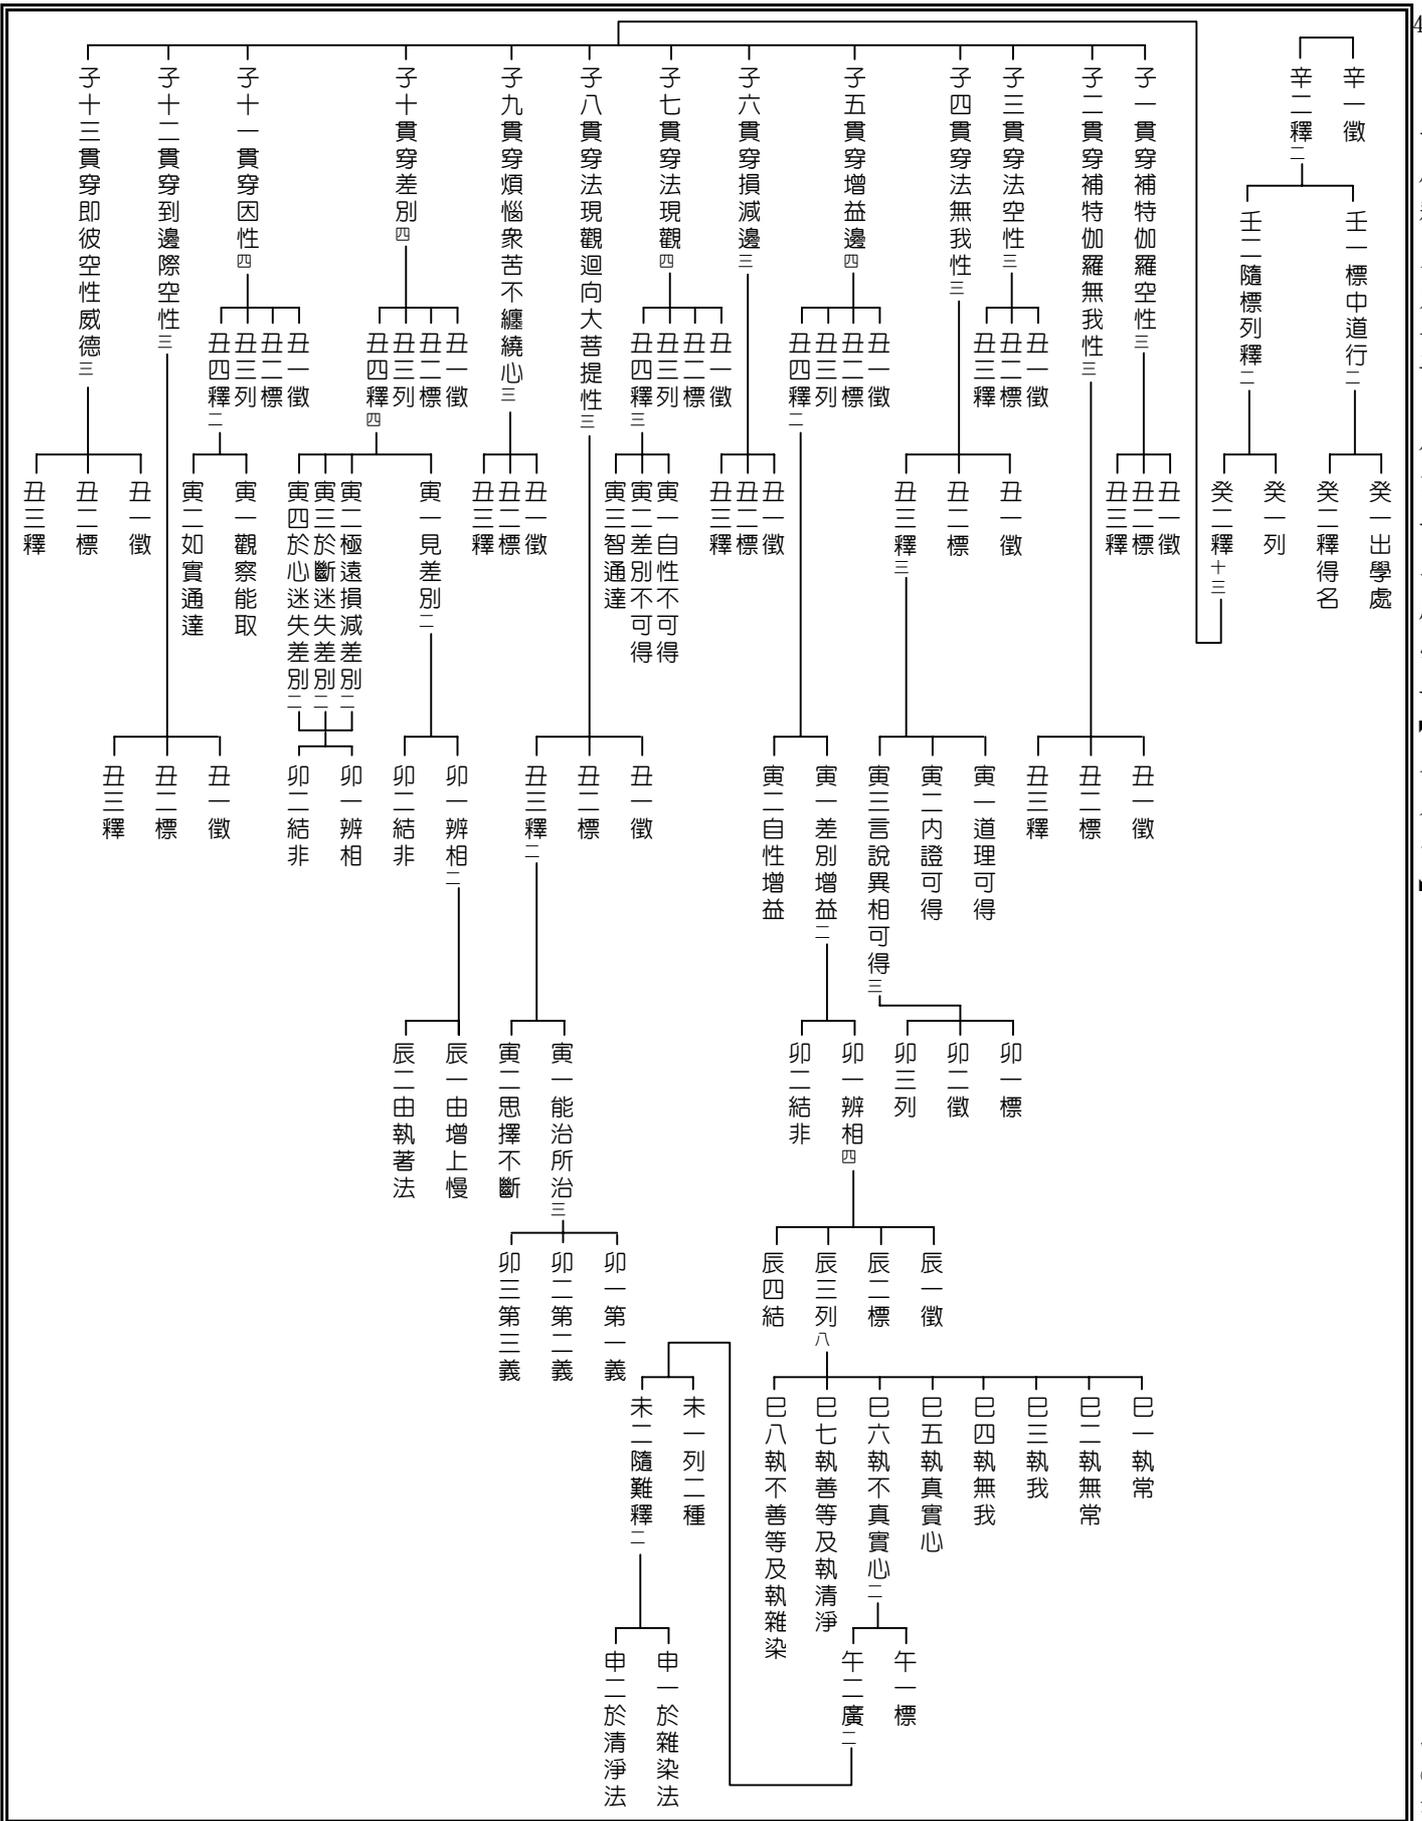 辛一徵
辛二釋二
壬一標中道行二
癸一出學處
癸二釋得名
壬二隨標列釋二
癸一列
癸二釋十三
子一貫穿補特伽羅空性三
丑一徵
丑二標
丑三釋
子二貫穿補特伽羅無我性三
丑一徵
丑二標
丑三釋
子三貫穿法空性三
丑一徵
丑二標
丑三釋
子四貫穿法無我性三
丑一徵
丑二標
丑三釋三
寅一道理可得
寅二內證可得
寅三言說異相可得三
卯一標
卯二徵
卯三列
子五貫穿增益邊四
丑一徵
丑二標
丑三列
丑四釋二
寅一差別增益二
卯一辨相四
辰一徵
辰二標
辰三列八
巳一執常
巳二執無常
巳三執我
巳四執無我
巳五執真實心
巳六執不真實心二
午一標
午二廣二
未一列二種
未二隨難釋二
申一於雜染法
申二於清淨法
巳七執善等及執清淨
巳八執不善等及執雜染
辰四結
卯二結非
寅二自性增益
子六貫穿損減邊三
丑一徵
丑二標
丑三釋
子七貫穿法現觀四
丑一徵
丑二標
丑三列
丑四釋三
寅一自性不可得
寅二差別不可得
寅三智通達
子八貫穿法現觀迴向大菩提性三
丑一徵
丑二標
丑三釋二
寅一能治所治三
卯一第一義
卯二第二義
卯三第三義
寅二思擇不斷
子九貫穿煩惱衆苦不纏繞心三
丑一徵
丑二標
丑三釋
子十貫穿差別四
丑一徵
丑二標
丑三列
丑四釋四
寅一見差別二
卯一辨相二
辰一由增上慢
辰二由執著法
卯二結非
寅二極遠損減差別二
寅三於斷迷失差別二
寅四於心迷失差別二
卯一辨相
卯二結非
子十一貫穿因性四
丑一徵
丑二標
丑三列
丑四釋二
寅一觀察能取
寅二如實通達
子十二貫穿到邊際空性三
丑一徵
丑二標
丑三釋
子十三貫穿即彼空性威德三
丑一徵
丑二標
丑三釋